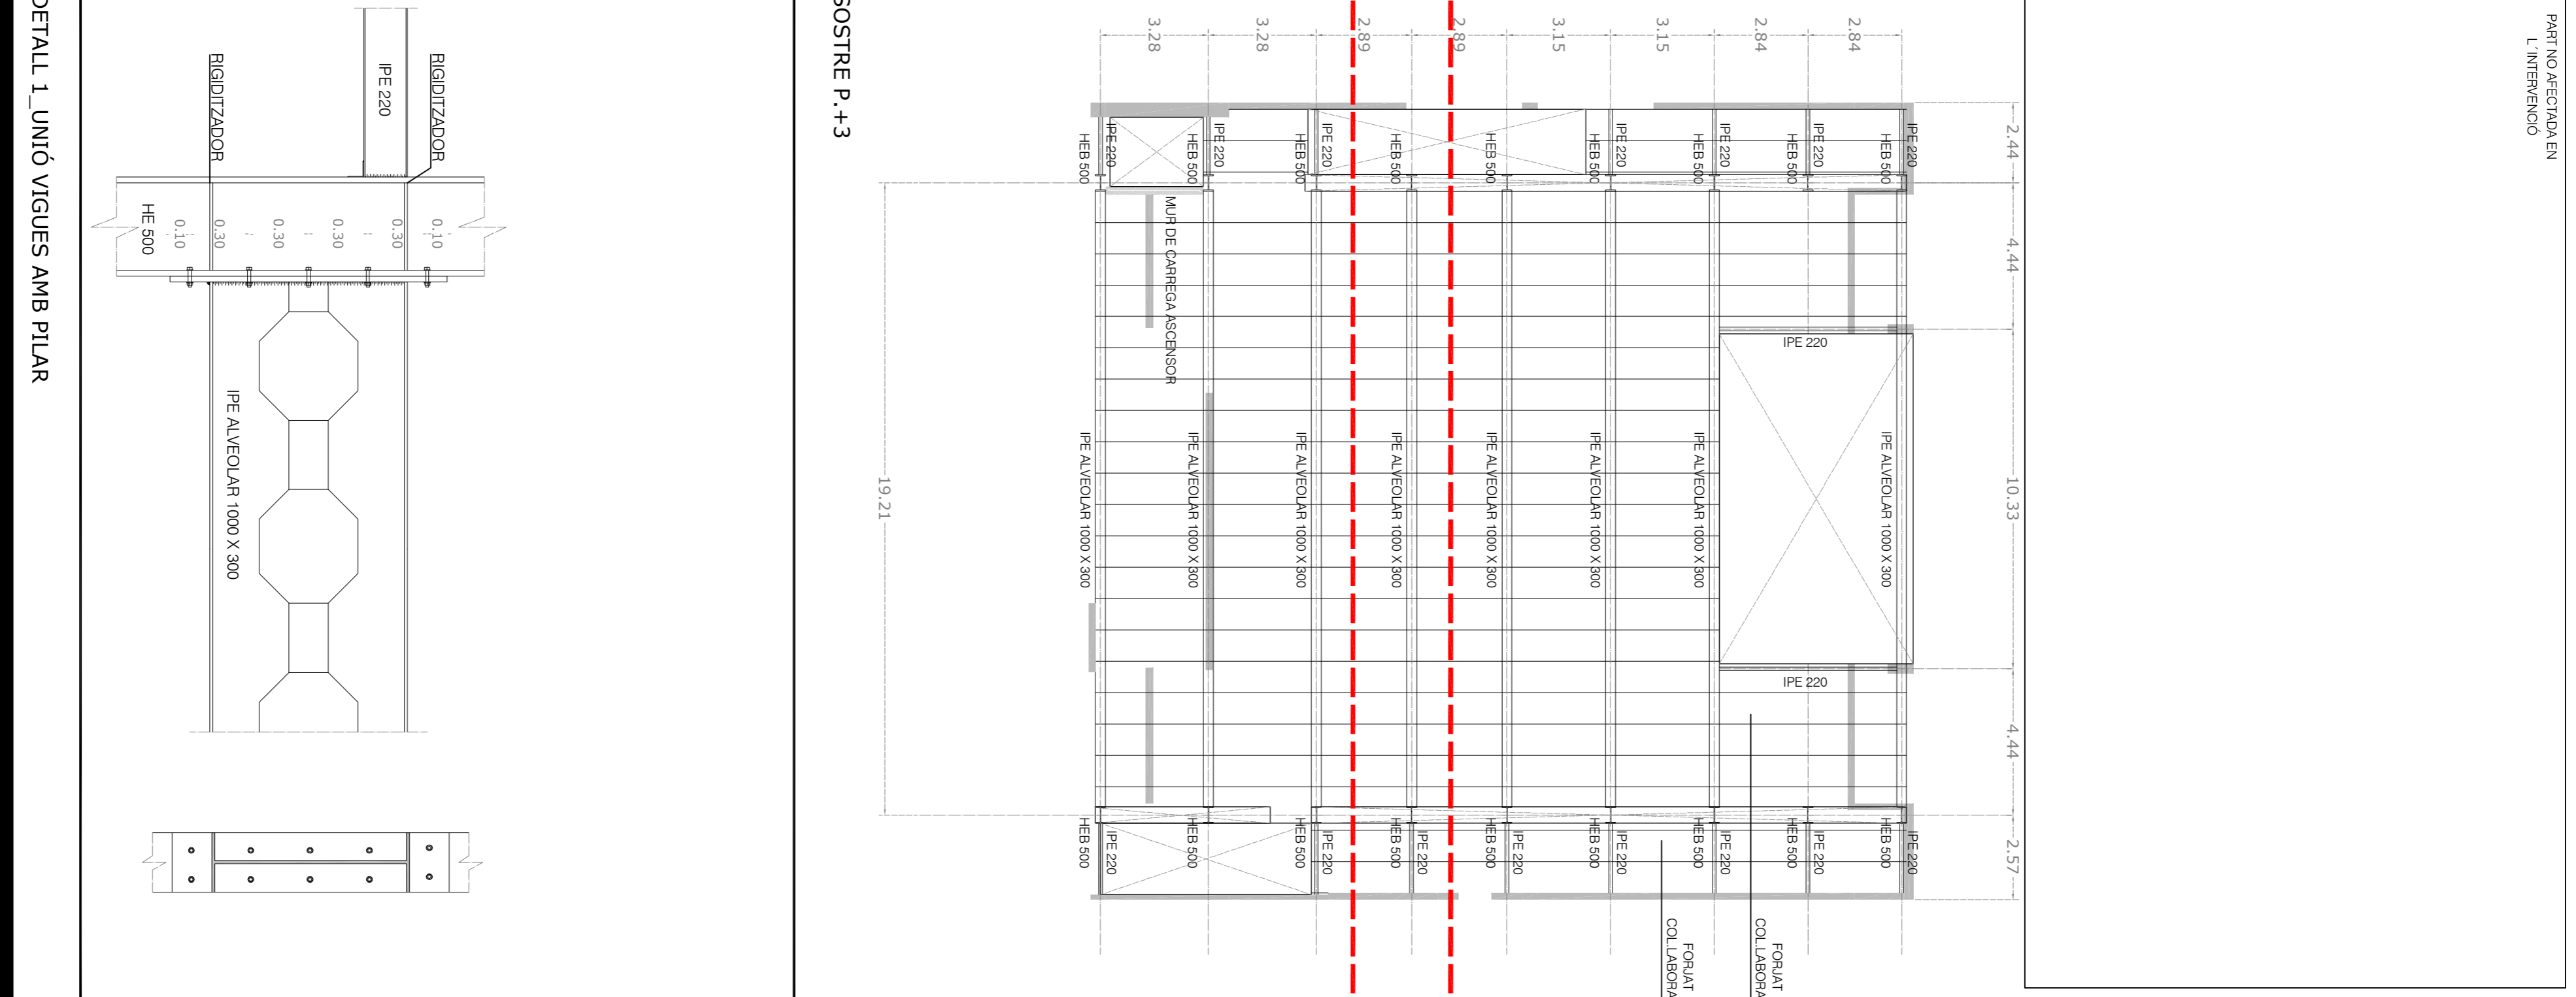 PART NO AFECTADA EN
L´INTERVENCIÓ
2.44 4.44 10.33 4.44 2.57
IPE 220 IPE 220
HEB 500 IPE ALVEOLAR 1000 X 300 HEB 500
2.84
IPE 220 IPE 220
IPE 220 IPE 220
HEB 500 HEB 500
FORJAT
COL.LABORA
2.84
IPE 220 IPE 220
HEB 500 IPE ALVEOLAR 1000 X 300 HEB 500
FORJAT
COL.LABORA
3.15
IPE 220 IPE 220
HEB 500 IPE ALVEOLAR 1000 X 300 HEB 500
3.15
IPE 220
HEB 500 IPE ALVEOLAR 1000 X 300 HEB 500
2.89
IPE 220
HEB 500 IPE ALVEOLAR 1000 X 300 HEB 500
2.89
IPE 220 IPE 220
HEB 500 IPE ALVEOLAR 1000 X 300 HEB 500
3.28
IPE 220
HEB 500 IPE ALVEOLAR 1000 X 300 HEB 500
MUR DE CARREGA ASCENSOR
3.28
IPE 220 IPE 220
HEB 500 IPE ALVEOLAR 1000 X 300 HEB 500
19.21
SOSTRE P.+3
RIGIDITZADOR
IPE 220
0.10
0.30
0.30
0.30
0.30
0.10
RIGIDITZADOR
IPE ALVEOLAR 1000 X 300
HE 500
DETALL 1_UNIÓ VIGUES AMB PILAR